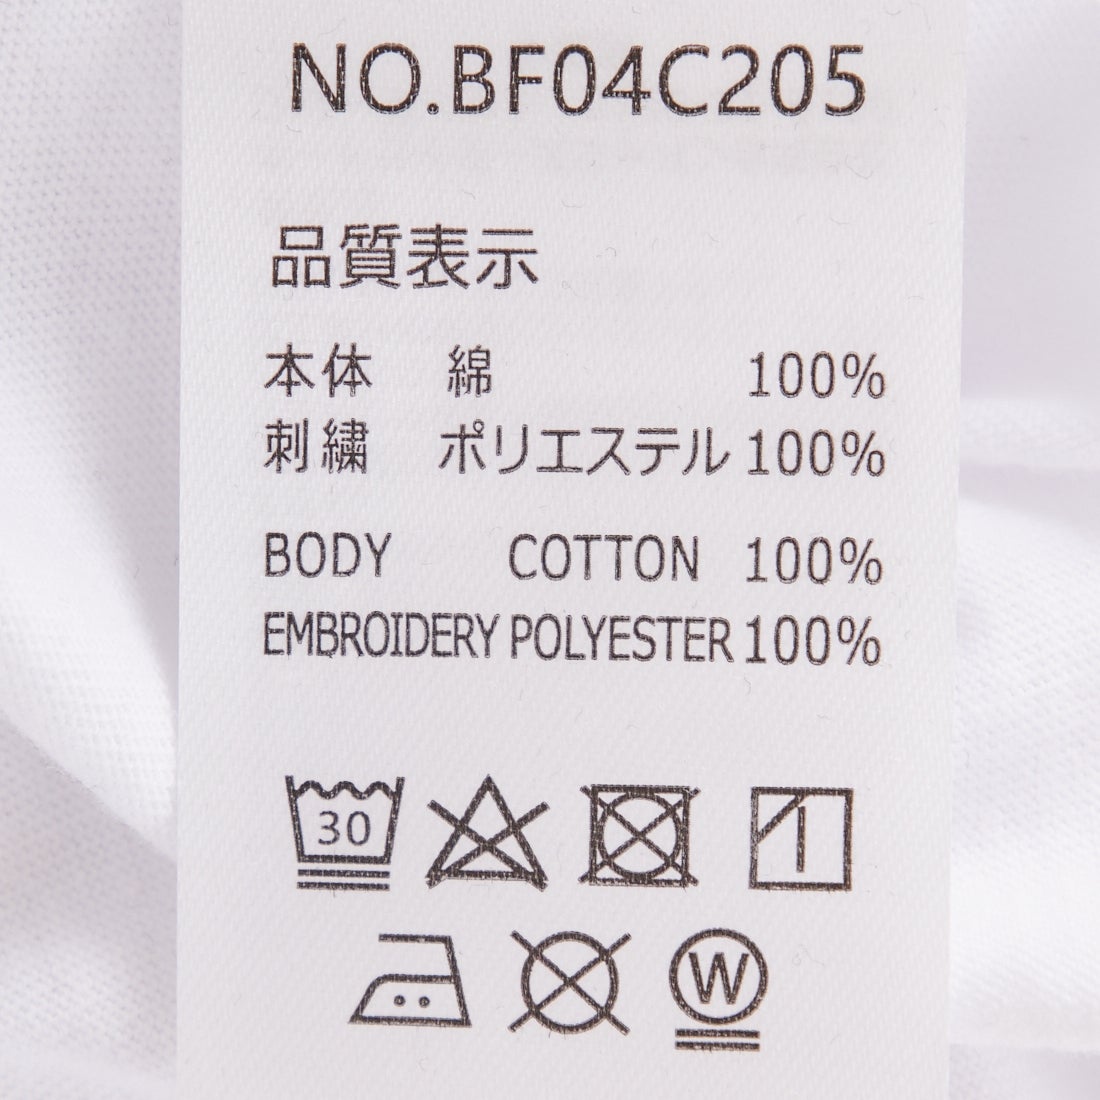 NO.BF04C205
品質表示
本体 綿 100%
刺繍 ポリエステル 100%
BODY COTTON 100%
EMBROIDERY POLYESTER 100%
30
W